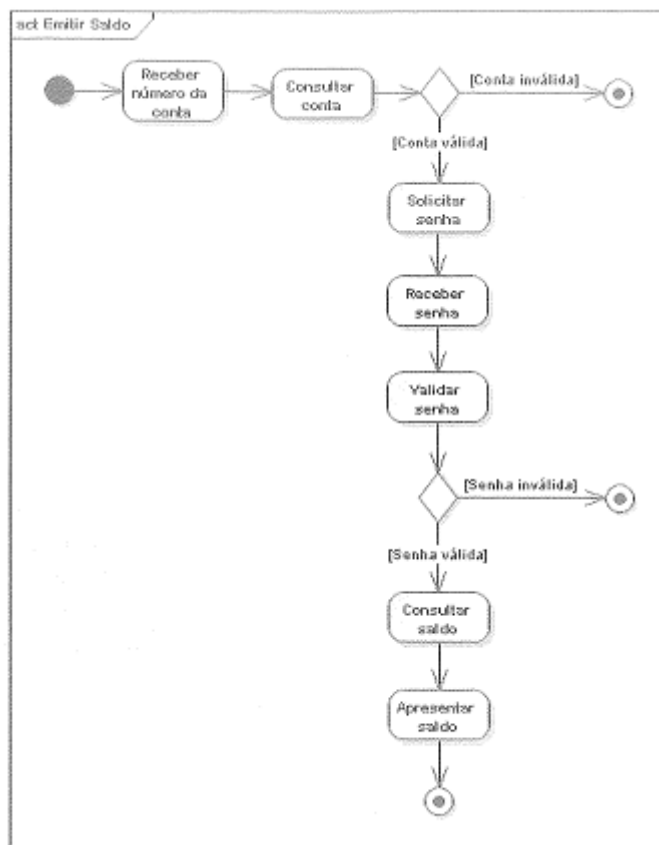 act Emitir Saldo
Receber
número da
conta
Consultar
conta
[Conta inválida]
[Conta válida]
Solicitar
senha
Receber
senha
Validar
senha
[Senha inválida]
[Senha válida]
Consultar
saldo
Apresentar
saldo